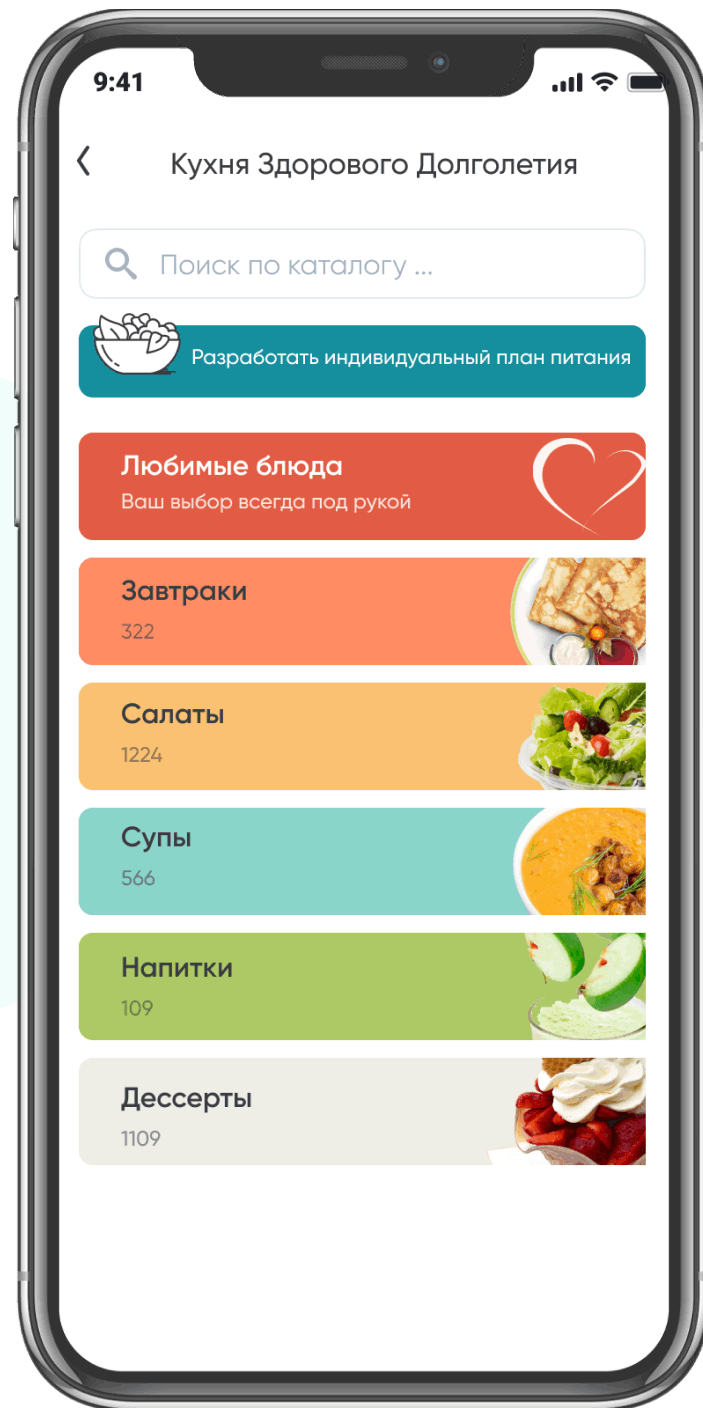 9:41
Кухня Здорового Долголетия
Поиск по каталогу ...
Разработать индивидуальный план питания
Любимые блюда
Ваш выбор всегда под рукой
Завтраки
322
Салаты
1224
Супы
566
Напитки
109
Дессерты
1109